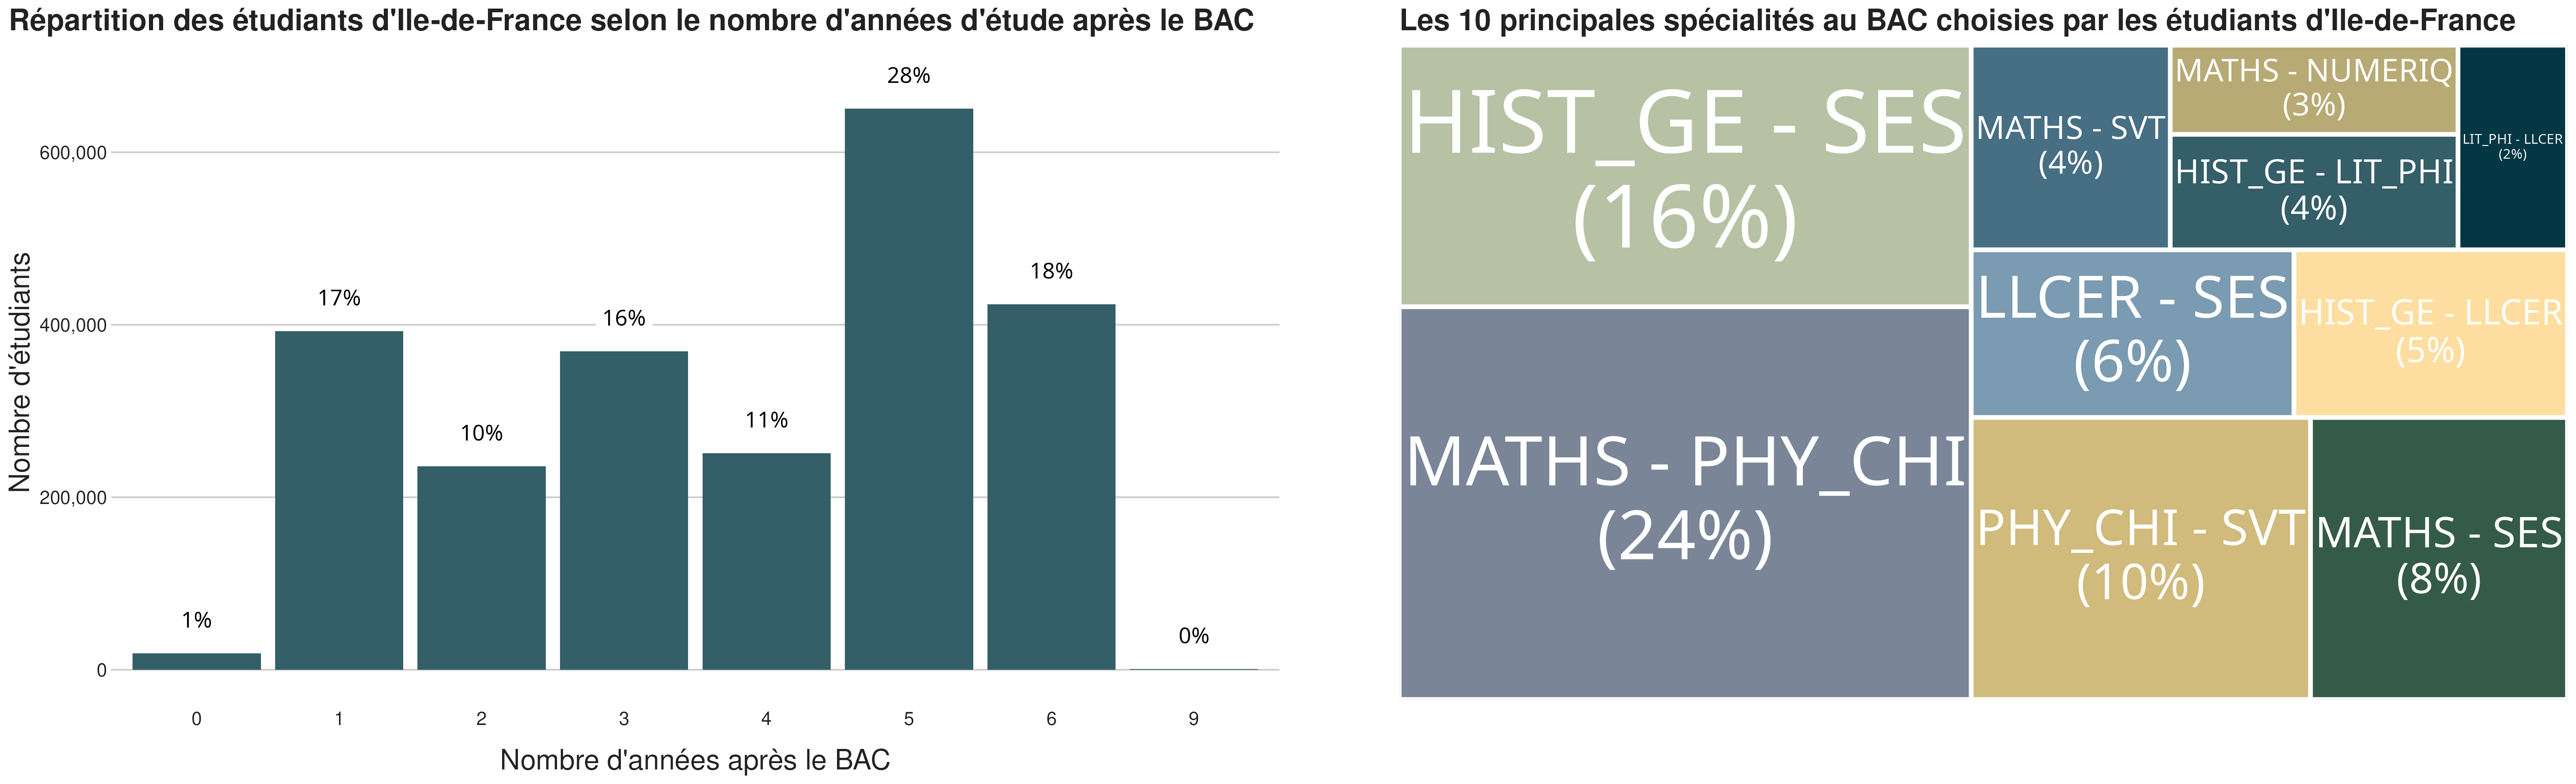 Répartition des étudiants d'Ile-de-France selon le nombre d'années d'étude après le BAC
Nombre d'étudiants
600,000
400,000
200,000
0
1%
17%
10%
16%
11%
28%
18%
0%
0
1
2
3
4
5
6
9
Nombre d'années après le BAC
Les 10 principales spécialités au BAC choisies par les étudiants d'Ile-de-France
HIST_GE - SES
(16%)
MATHS - PHY_CHI
(24%)
MATHS - SVT
(4%)
MATHS - NUMERIQ
(3%)
HIST_GE - LIT_PHI
(4%)
LIT_PHI - LLCER
(2%)
LLCER - SES
(6%)
HIST_GE - LLCER
(5%)
PHY_CHI - SVT
(10%)
MATHS - SES
(8%)